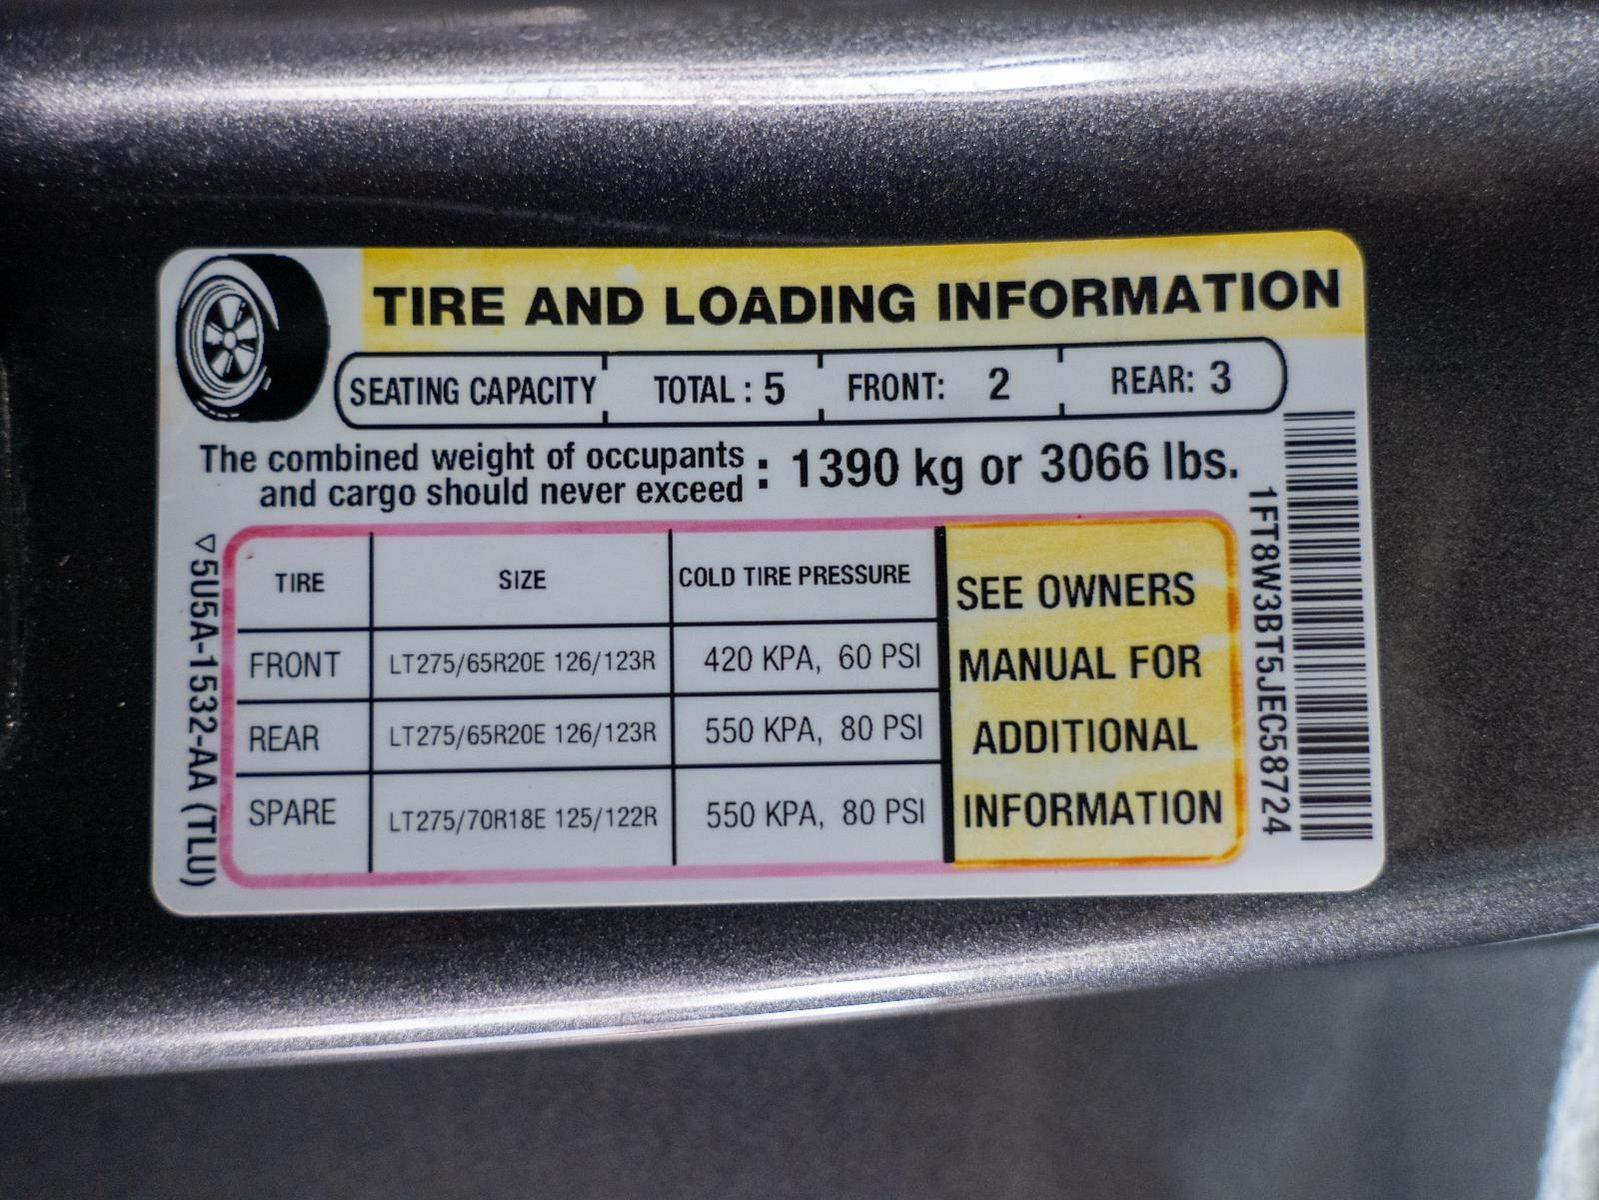 TIRE AND LOADING INFORMATION
SEATING CAPACITY TOTAL : 5 FRONT: 2 REAR: 3
The combined weight of occupants
and cargo should never exceed : 1390 kg or 3066 lbs.
TIRE SIZE COLD TIRE PRESSURE
FRONT LT275/65R20E 126/123R 420 KPA, 60 PSI
REAR LT275/65R20E 126/123R 550 KPA, 80 PSI
SPARE LT275/70R18E 125/122R 550 KPA, 80 PSI
SEE OWNERS
MANUAL FOR
ADDITIONAL
INFORMATION
5U5A-1532-AA (TLU)
1FT8W3BT5JEC58724